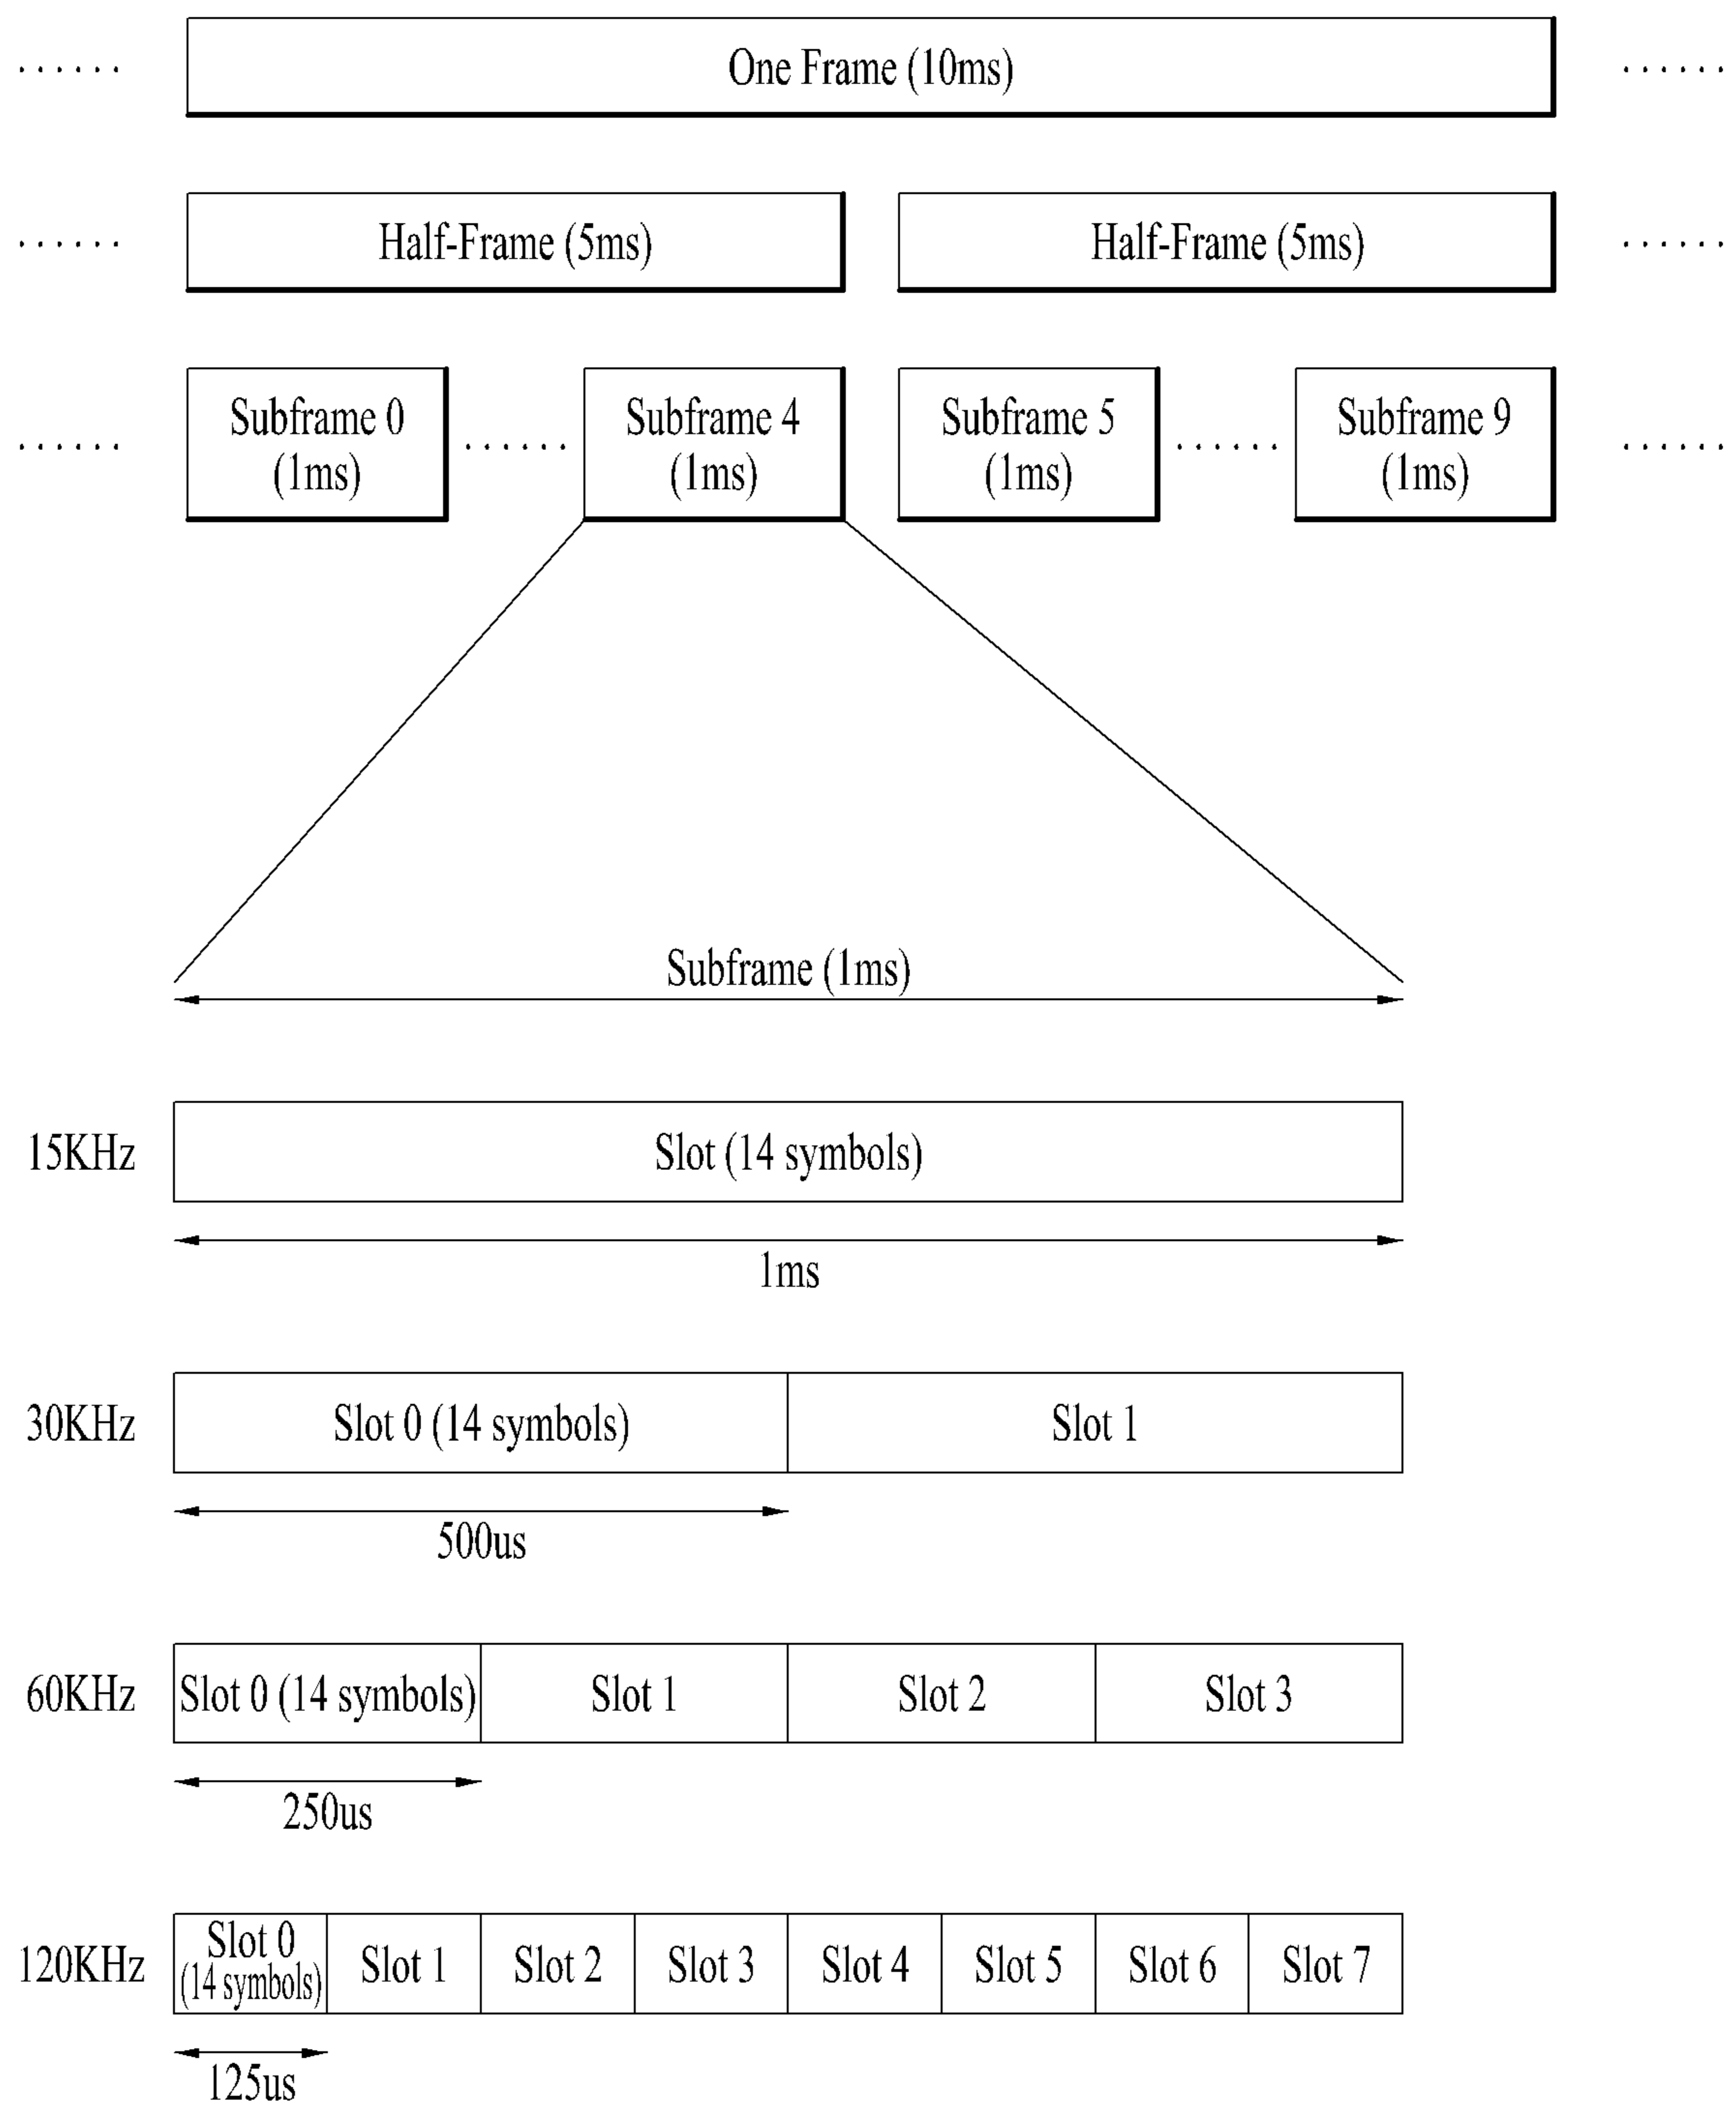 One Frame (10ms)
Half-Frame (5ms)
Half-Frame (5ms)
Subframe 0
(1ms)
Subframe 4
(1ms)
Subframe 5
(1ms)
Subframe 9
(1ms)
Subframe (1ms)
15KHz
Slot (14 symbols)
1ms
30KHz
Slot 0 (14 symbols)
Slot 1
500us
60KHz
Slot 0 (14 symbols)
Slot 1
Slot 2
Slot 3
250us
120KHz
Slot 0
(14 symbols)
Slot 1
Slot 2
Slot 3
Slot 4
Slot 5
Slot 6
Slot 7
125us